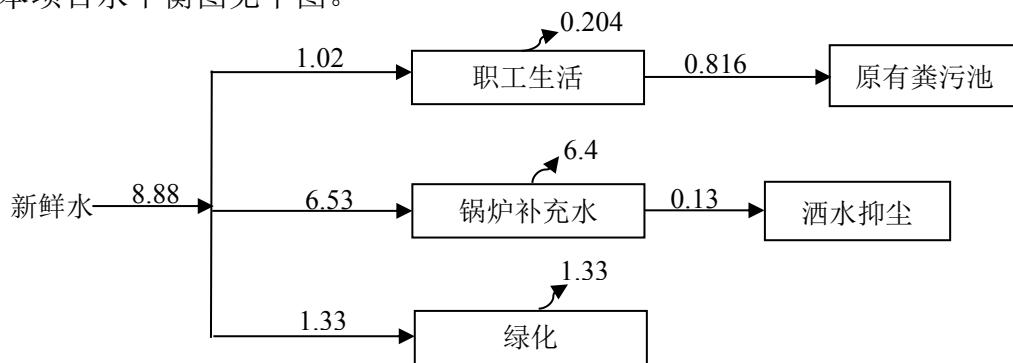 本项目水平衡图见下图。
0.204
1.02 职工生活 0.816 原有粪污池
6.4
新鲜水 8.88 6.53 锅炉补充水 0.13 洒水抑尘
1.33
1.33 绿化